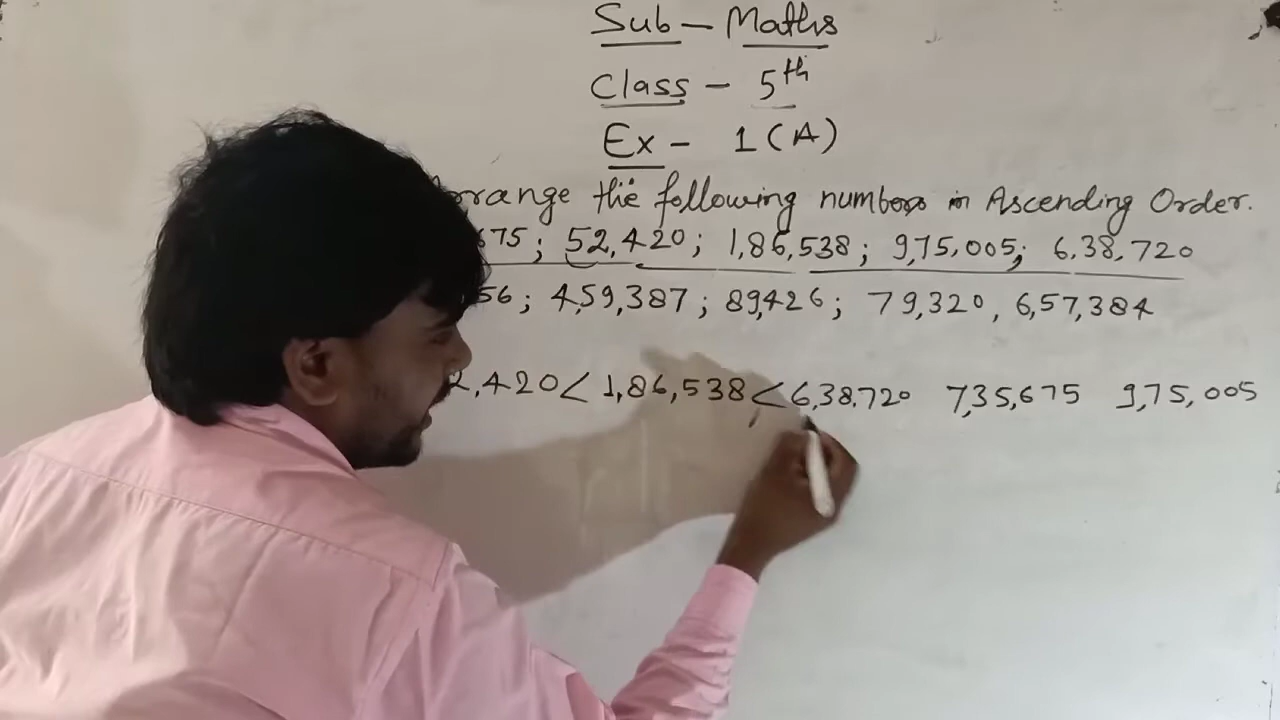 Sub - Maths
Class - 5th
Ex - 1 (A)
Arrange the following numbers in Ascending Order.
675; 52,420; 1,86,538; 9,75,005; 6,38,720
56; 4,59,387; 89,426; 79,320, 6,57,384
2,420 < 1,86,538 < 6,38,720 7,35,675 9,75,005